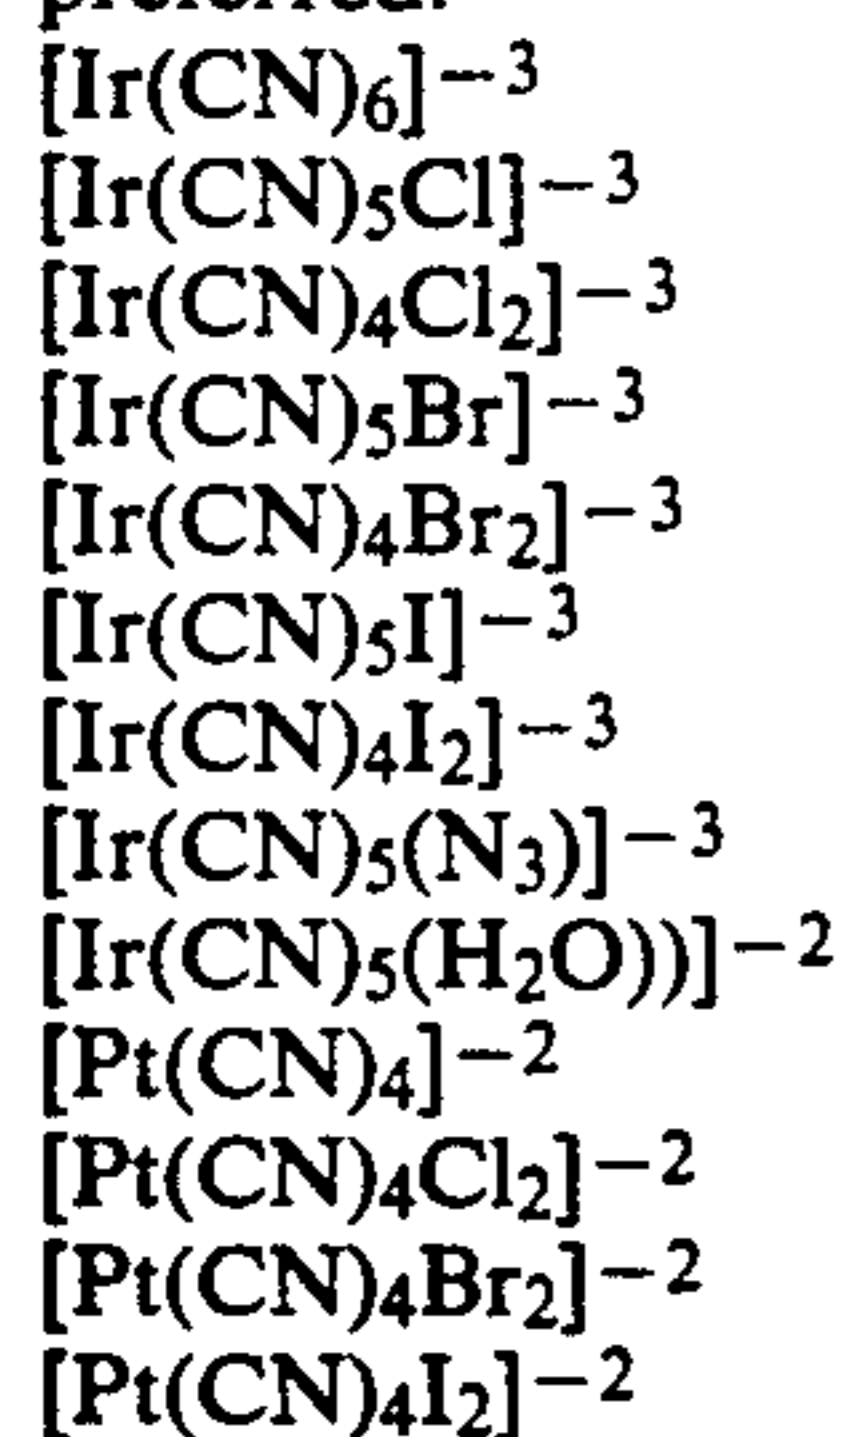 preferred.
[Ir(CN)₆]⁻³
[Ir(CN)₅Cl]⁻³
[Ir(CN)₄Cl₂]⁻³
[Ir(CN)₅Br]⁻³
[Ir(CN)₄Br₂]⁻³
[Ir(CN)₅I]⁻³
[Ir(CN)₄I₂]⁻³
[Ir(CN)₅(N₃)]⁻³
[Ir(CN)₅(H₂O))]⁻²
[Pt(CN)₄]⁻²
[Pt(CN)₄Cl₂]⁻²
[Pt(CN)₄Br₂]⁻²
[Pt(CN)₄I₂]⁻²